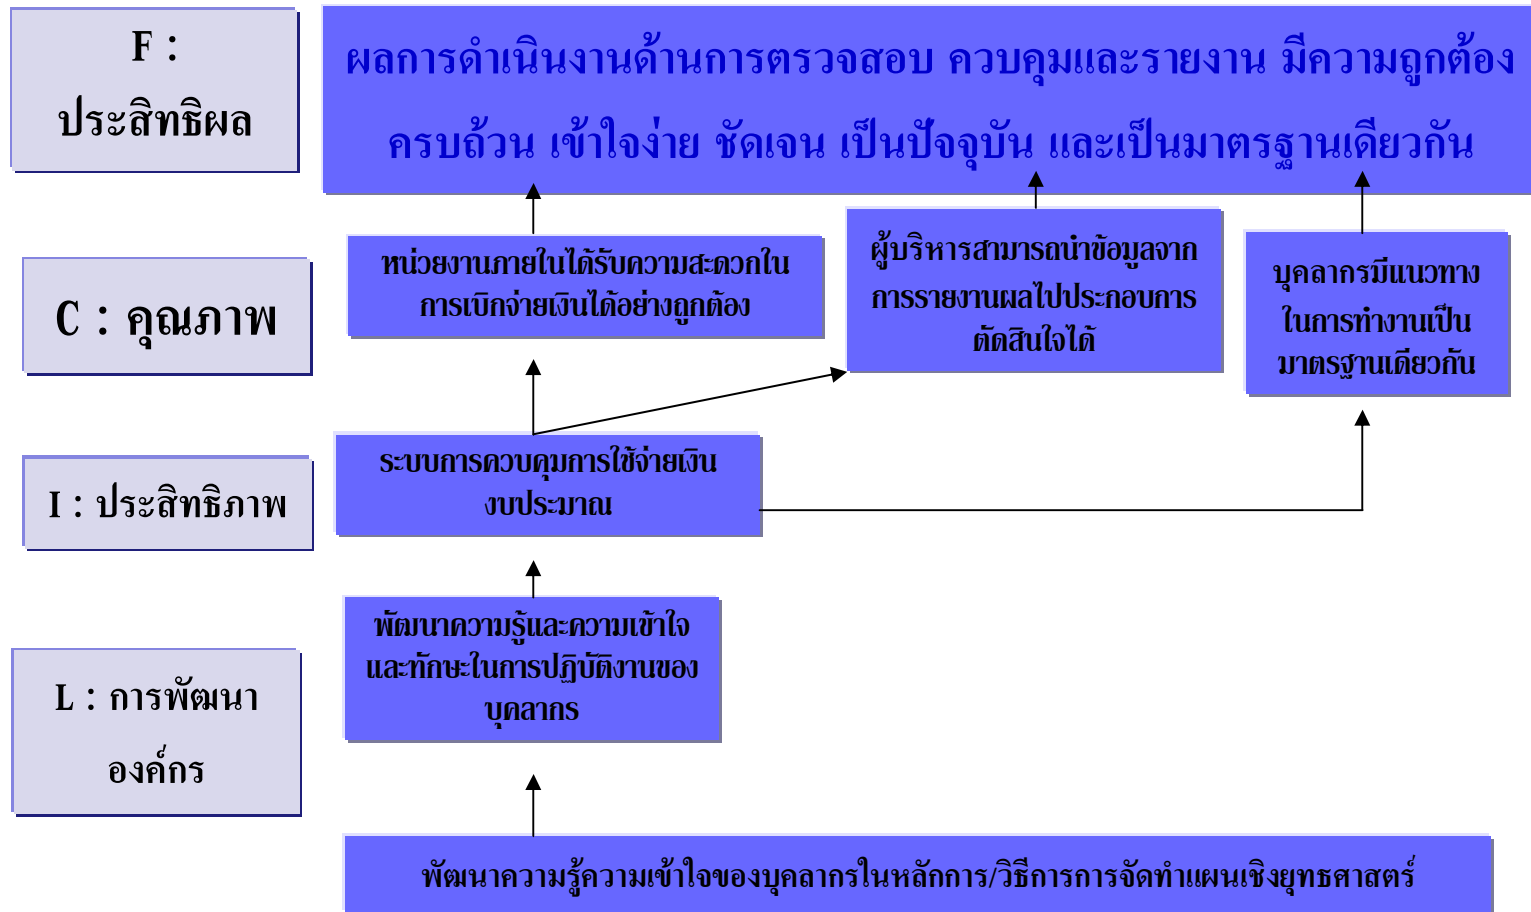 F :
ประสิทธิผล
ผลการดำเนินงานด้านการตรวจสอบ ควบคุมและรายงาน มีความถูกต้อง
ครบถ้วน เข้าใจง่าย ชัดเจน เป็นปัจจุบัน และเป็นมาตรฐานเดียวกัน
C : คุณภาพ
หน่วยงานภายในได้รับความสะดวกใน
การเบิกจ่ายเงินได้อย่างถูกต้อง
ผู้บริหารสามารถนำข้อมูลจาก
การรายงานผลไปประกอบการ
ตัดสินใจได้
บุคลากรมีแนวทาง
ในการทำงานเป็น
มาตรฐานเดียวกัน
I : ประสิทธิภาพ
ระบบการควบคุมการใช้จ่ายเงิน
งบประมาณ
L : การพัฒนา
องค์กร
พัฒนาความรู้และความเข้าใจ
และทักษะในการปฏิบัติงานของ
บุคลากร
พัฒนาความรู้ความเข้าใจของบุคลากรในหลักการ/วิธีการการจัดทำแผนเชิงยุทธศาสตร์